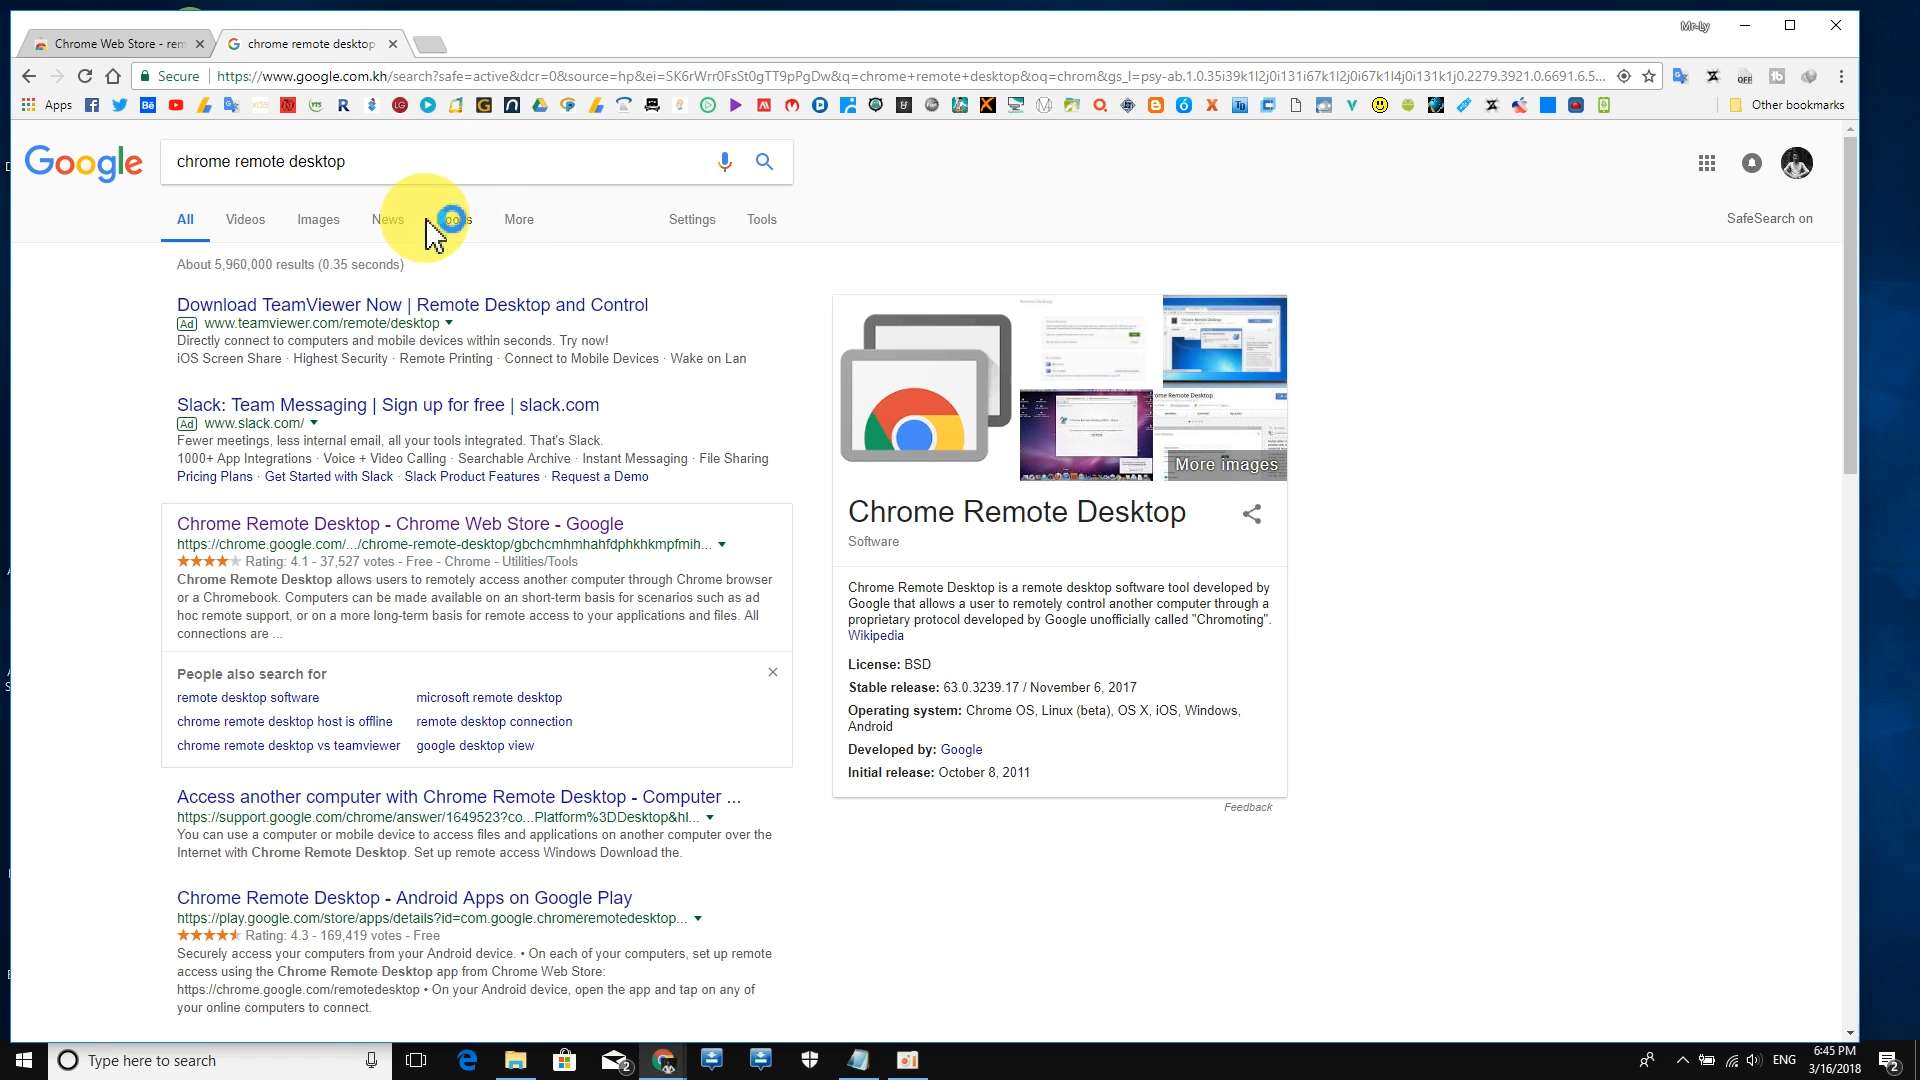 Mr-Ly
Chrome Web Store - rem
chrome remote desktop
Secure
https://www.google.com.kh/search?safe=active&dcr=0&source=hp&ei=SK6rWrr0FsSt0gTT9pPgDw&q=chrome+remote+desktop&oq=chrom&gs_l=psy-ab.1.0.35i39k1l2j0i131i67k1l2j0i67k1l4j0i131k1j0.2279.3921.0.6691.6.5...
Apps
Other bookmarks
Google
chrome remote desktop
All Videos Images News More Settings Tools
SafeSearch on
About 5,960,000 results (0.35 seconds)
Download TeamViewer Now | Remote Desktop and Control
Ad www.teamviewer.com/remote/desktop
Directly connect to computers and mobile devices within seconds. Try now!
iOS Screen Share · Highest Security · Remote Printing · Connect to Mobile Devices · Wake on Lan
Slack: Team Messaging | Sign up for free | slack.com
Ad www.slack.com/
Fewer meetings, less internal email, all your tools integrated. That's Slack.
1000+ App Integrations · Voice + Video Calling · Searchable Archive · Instant Messaging · File Sharing
Pricing Plans · Get Started with Slack · Slack Product Features · Request a Demo
Chrome Remote Desktop - Chrome Web Store - Google
https://chrome.google.com/.../chrome-remote-desktop/gbchcmhmhahfdphkhkmpfmih...
Rating: 4.1 - 37,527 votes - Free - Chrome - Utilities/Tools
Chrome Remote Desktop allows users to remotely access another computer through Chrome browser
or a Chromebook. Computers can be made available on an short-term basis for scenarios such as ad
hoc remote support, or on a more long-term basis for remote access to your applications and files. All
connections are ...
People also search for
remote desktop software microsoft remote desktop
chrome remote desktop host is offline remote desktop connection
chrome remote desktop vs teamviewer google desktop view
Access another computer with Chrome Remote Desktop - Computer ...
https://support.google.com/chrome/answer/1649523?co...Platform%3DDesktop&hl...
You can use a computer or mobile device to access files and applications on another computer over the
Internet with Chrome Remote Desktop. Set up remote access Windows Download the.
Chrome Remote Desktop - Android Apps on Google Play
https://play.google.com/store/apps/details?id=com.google.chromeremotedesktop...
Rating: 4.3 - 169,419 votes - Free
Securely access your computers from your Android device. • On each of your computers, set up remote
access using the Chrome Remote Desktop app from Chrome Web Store:
https://chrome.google.com/remotedesktop • On your Android device, open the app and tap on any of
your online computers to connect.
More images
Chrome Remote Desktop
Software
Chrome Remote Desktop is a remote desktop software tool developed by
Google that allows a user to remotely control another computer through a
proprietary protocol developed by Google unofficially called "Chromoting".
Wikipedia
License: BSD
Stable release: 63.0.3239.17 / November 6, 2017
Operating system: Chrome OS, Linux (beta), OS X, iOS, Windows,
Android
Developed by: Google
Initial release: October 8, 2011
Feedback
Type here to search
2
ENG
6:45 PM
3/16/2018
2